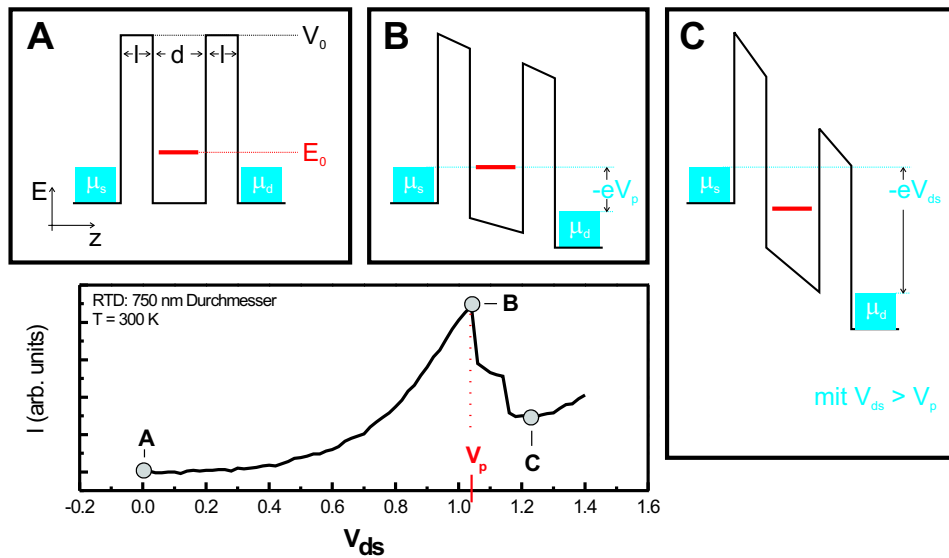 A
V₀
l d l
E₀
E
μs
μd
z
B
μs
-eVp
μd
C
μs
-eVds
μd
mit Vds > Vp
RTD: 750 nm Durchmesser
T = 300 K
I (arb. units)
A
B
C
Vp
-0.2 0.0 0.2 0.4 0.6 0.8 1.0 1.2 1.4 1.6
Vds